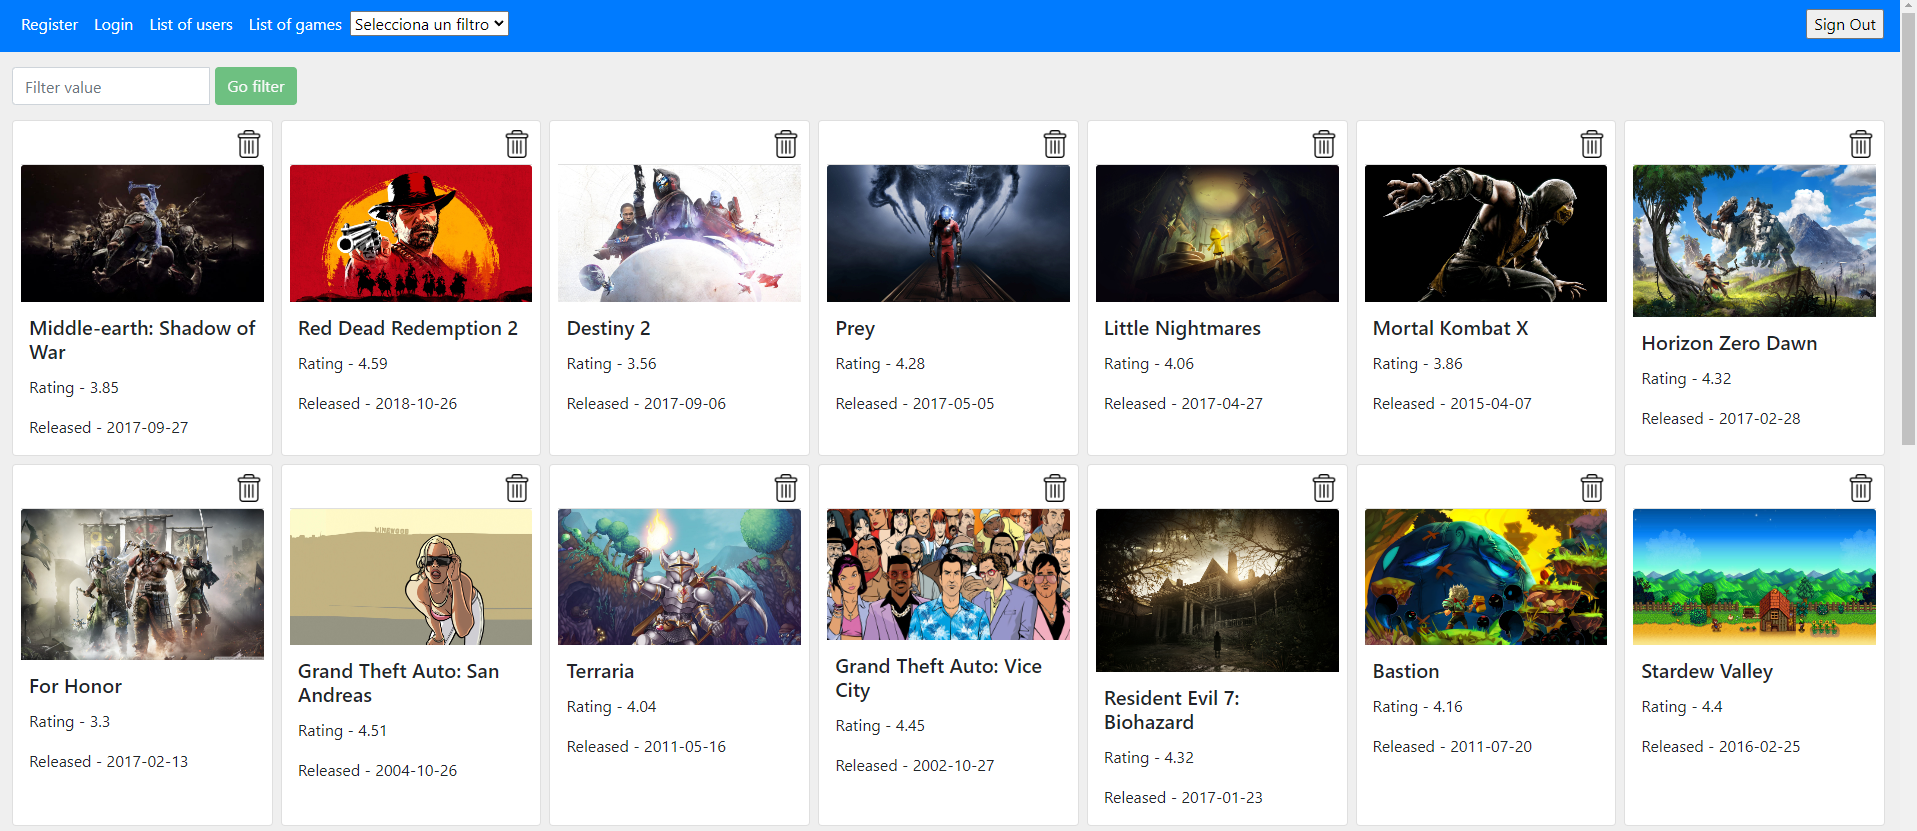 Register Login List of users List of games Selecciona un filtro Sign Out
Filter value Go filter
Middle-earth: Shadow of
War
Rating - 3.85
Released - 2017-09-27
Red Dead Redemption 2
Rating - 4.59
Released - 2018-10-26
Destiny 2
Rating - 3.56
Released - 2017-09-06
Prey
Rating - 4.28
Released - 2017-05-05
Little Nightmares
Rating - 4.06
Released - 2017-04-27
Mortal Kombat X
Rating - 3.86
Released - 2015-04-07
Horizon Zero Dawn
Rating - 4.32
Released - 2017-02-28
For Honor
Rating - 3.3
Released - 2017-02-13
VINEWOOD
Grand Theft Auto: San
Andreas
Rating - 4.51
Released - 2004-10-26
Terraria
Rating - 4.04
Released - 2011-05-16
Grand Theft Auto: Vice
City
Rating - 4.45
Released - 2002-10-27
Resident Evil 7:
Biohazard
Rating - 4.32
Released - 2017-01-23
Bastion
Rating - 4.16
Released - 2011-07-20
Stardew Valley
Rating - 4.4
Released - 2016-02-25